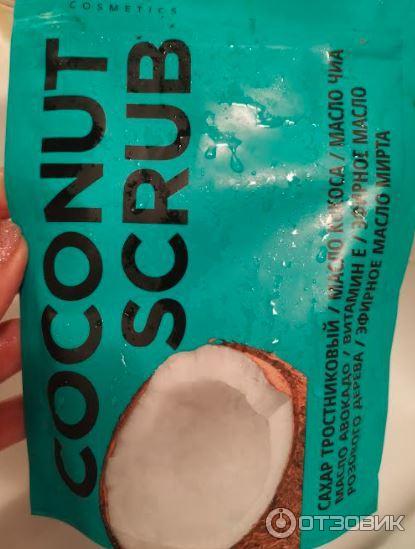 COSMETICS
COCONUT
SCRUB
САХАР ТРОСТНИКОВЫЙ / МАСЛО КОКОСА / МАСЛО ЧИА
МАСЛО АВОКАДО / ВИТАМИН Е / ЭФИРНОЕ МАСЛО
РОЗОВОГО ДЕРЕВА / ЭФИРНОЕ МАСЛО МИРТА
ОТЗОВИК